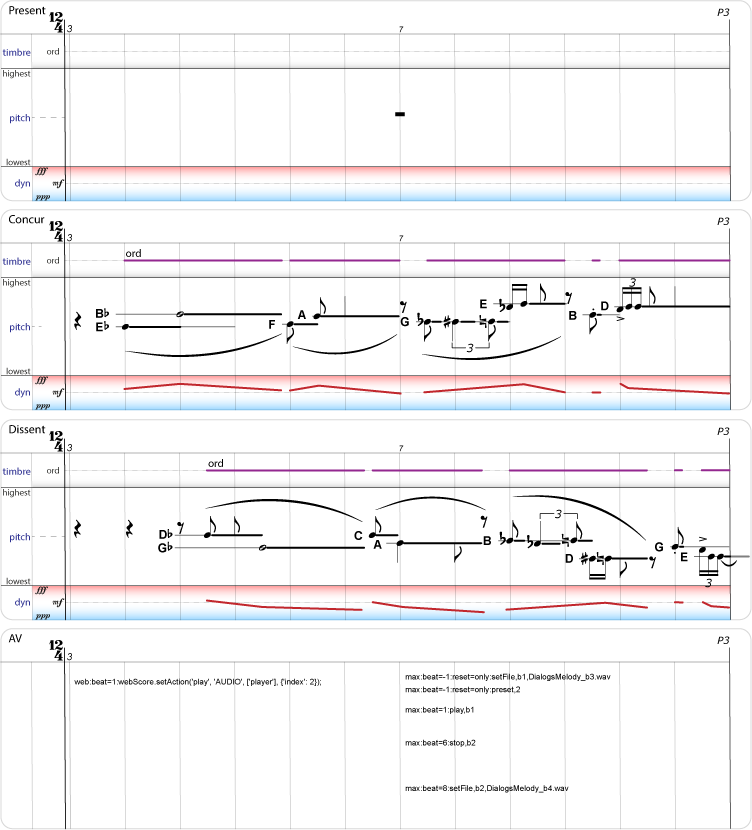 Present
P3
12
4
3
7
timbre ord
highest
pitch
lowest
fff
dyn mf
ppp
Concur
P3
12
4
3
7
ord
timbre ord
highest
3
E
D
B♭
A
pitch
E♭
F
G
B
3
lowest
fff
dyn mf
ppp
Dissent
P3
12
4
3
7
ord
timbre ord
highest
3
pitch
D♭
C
B
G♭
A
G
D
E
3
lowest
fff
dyn mf
ppp
AV
P3
12
4
3
web:beat=1:webScore.setAction('play', 'AUDIO', ['player'], {'index': 2});
max:beat=-1:reset=only:setFile,b1,DialogsMelody_b3.wav
max:beat=-1:reset=only:preset,2
max:beat=1:play,b1
max:beat=6:stop,b2
max:beat=8:setFile,b2,DialogsMelody_b4.wav